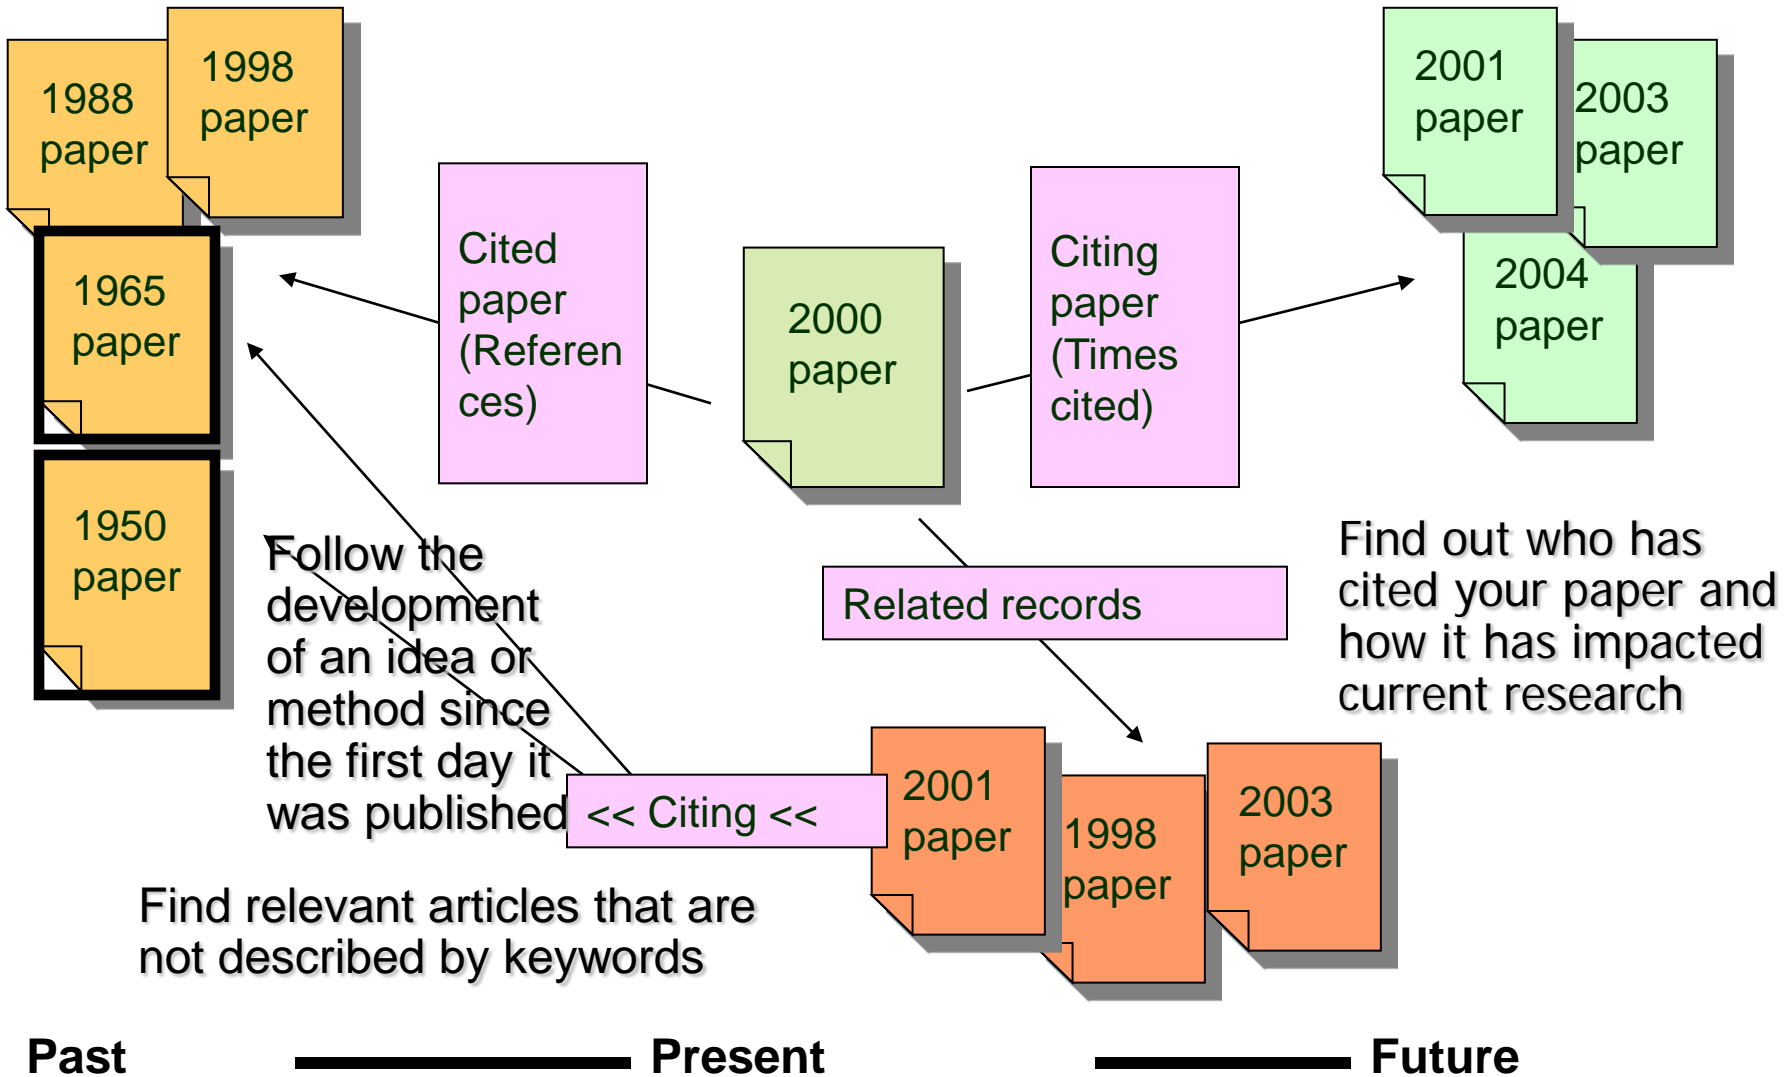 1988
paper
1998
paper
1965
paper
1950
paper
Cited
paper
(Referen
ces)
2000
paper
Citing
paper
(Times
cited)
2001
paper
2003
paper
2004
paper
Follow the
development
of an idea or
method since
the first day it
was published
Related records
Find out who has
cited your paper and
how it has impacted
current research
<< Citing <<
2001
paper
1998
paper
2003
paper
Find relevant articles that are
not described by keywords
Past
Present
Future